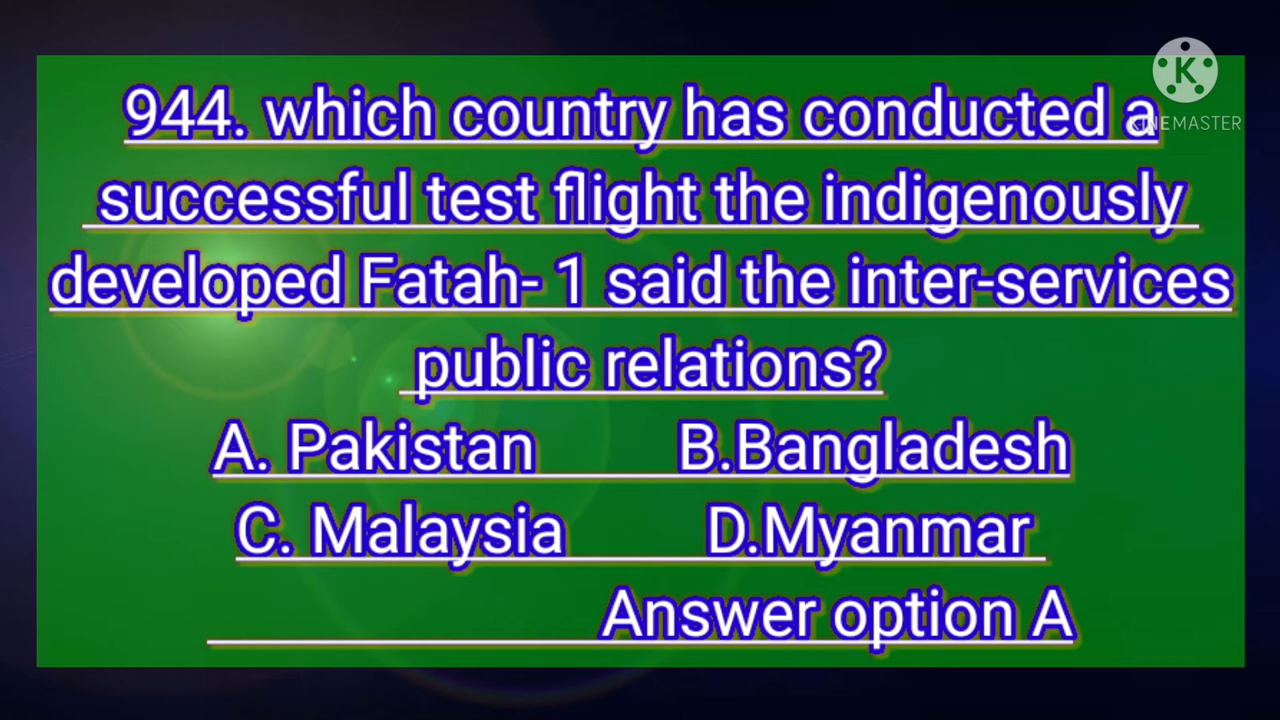 944. which country has conducted a
successful test flight the indigenously
developed Fatah- 1 said the inter-services
public relations?
A. Pakistan B.Bangladesh
C. Malaysia D.Myanmar
Answer option A
K
KINEMASTER